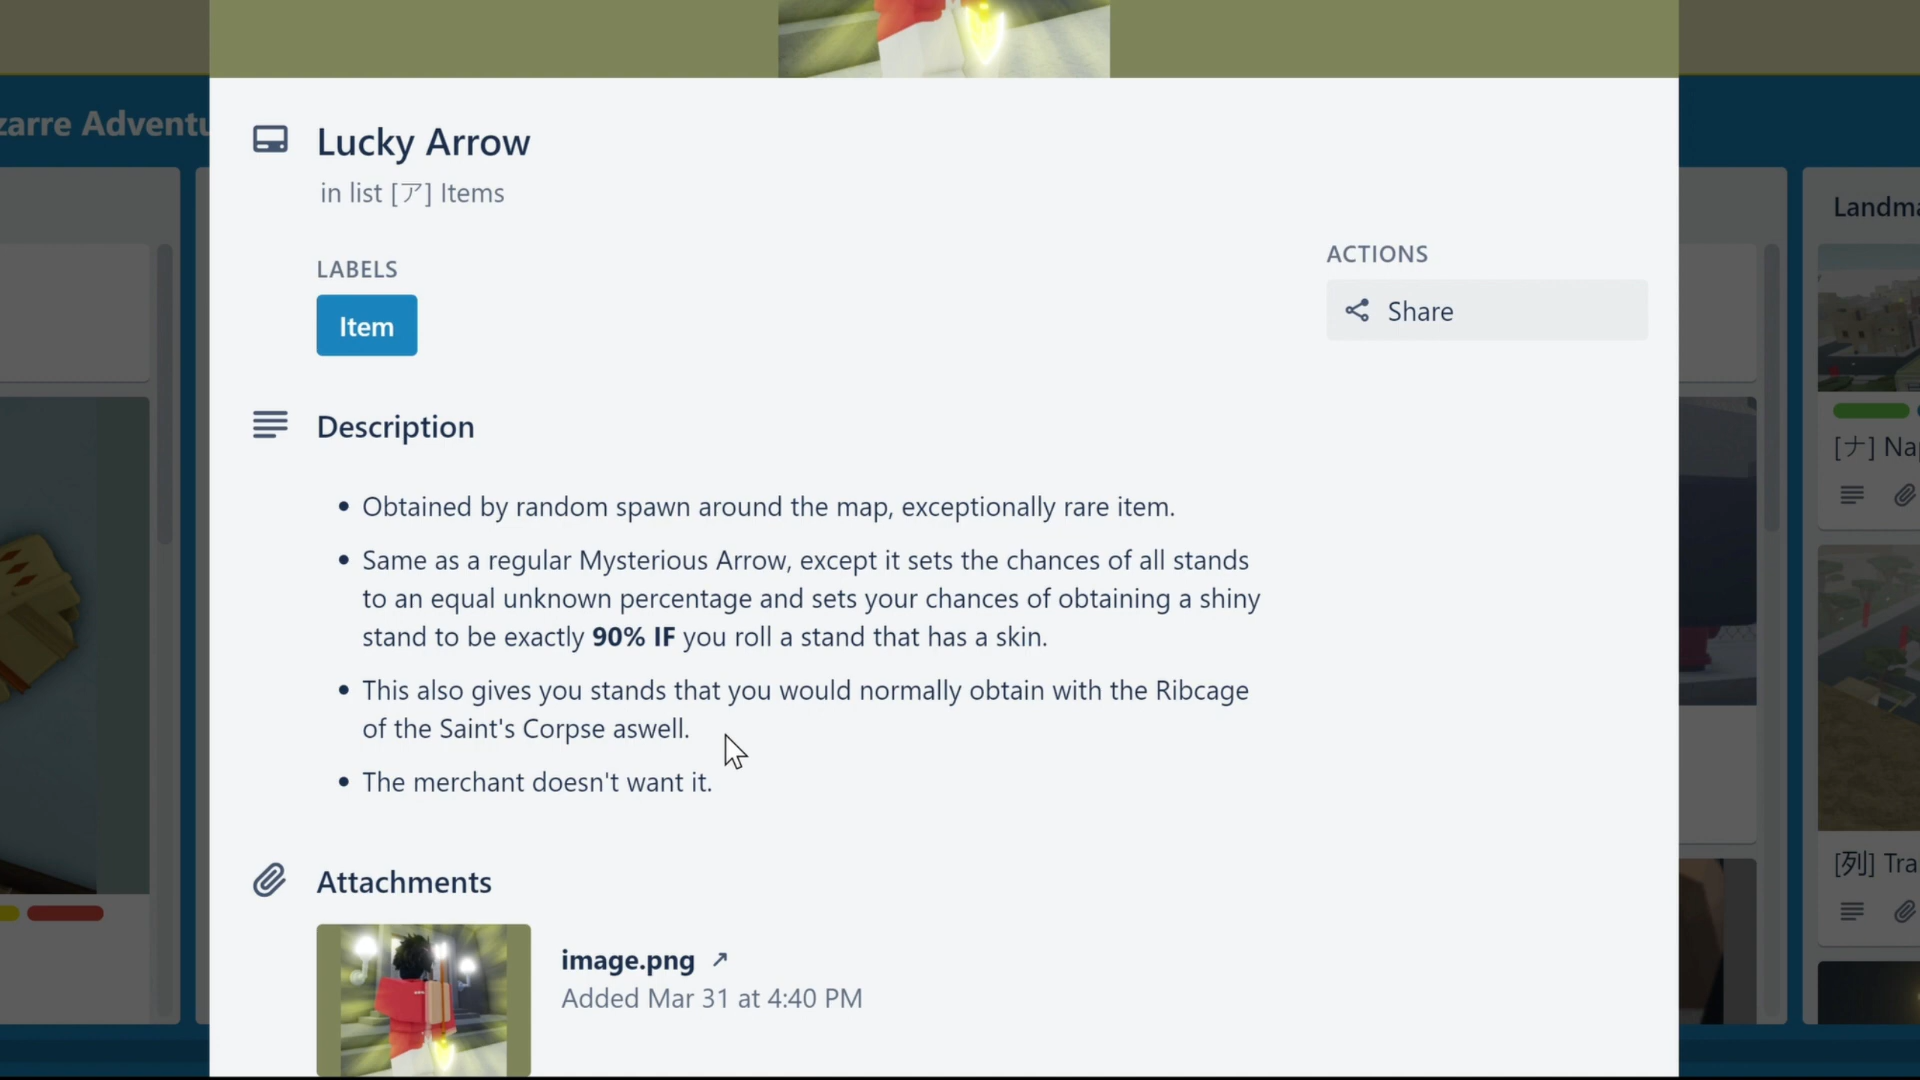 zarre Adventu
Lucky Arrow
in list [ア] Items
LABELS
Item
ACTIONS
Share
Description
• Obtained by random spawn around the map, exceptionally rare item.
• Same as a regular Mysterious Arrow, except it sets the chances of all stands
to an equal unknown percentage and sets your chances of obtaining a shiny
stand to be exactly 90% IF you roll a stand that has a skin.
• This also gives you stands that you would normally obtain with the Ribcage
of the Saint's Corpse aswell.
• The merchant doesn't want it.
Attachments
image.png ↗
Added Mar 31 at 4:40 PM
Landma
[ナ] Na
[列] Tra